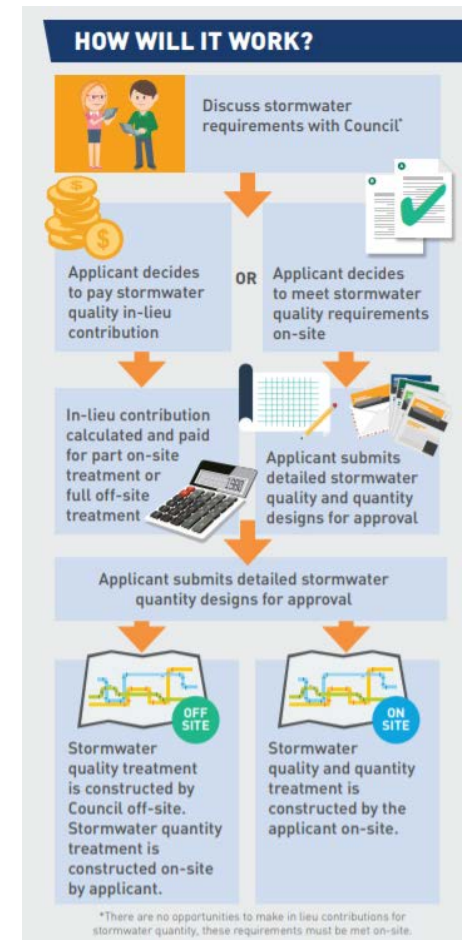 HOW WILL IT WORK?
Discuss stormwater
requirements with Council*
Applicant decides
to pay stormwater
quality in-lieu
contribution
OR
Applicant decides
to meet stormwater
quality requirements
on-site
In-lieu contribution
calculated and paid
for part on-site
treatment or
full off-site
treatment
Applicant submits
detailed stormwater
quality and quantity
designs for approval
Applicant submits detailed stormwater
quantity designs for approval
OFF
SITE
Stormwater
quality treatment
is constructed by
Council off-site.
Stormwater quantity
treatment is
constructed on-site
by applicant.
ON
SITE
Stormwater
quality and quantity
treatment is
constructed by the
applicant on-site.
*There are no opportunities to make in lieu contributions for
stormwater quantity, these requirements must be met on-site.